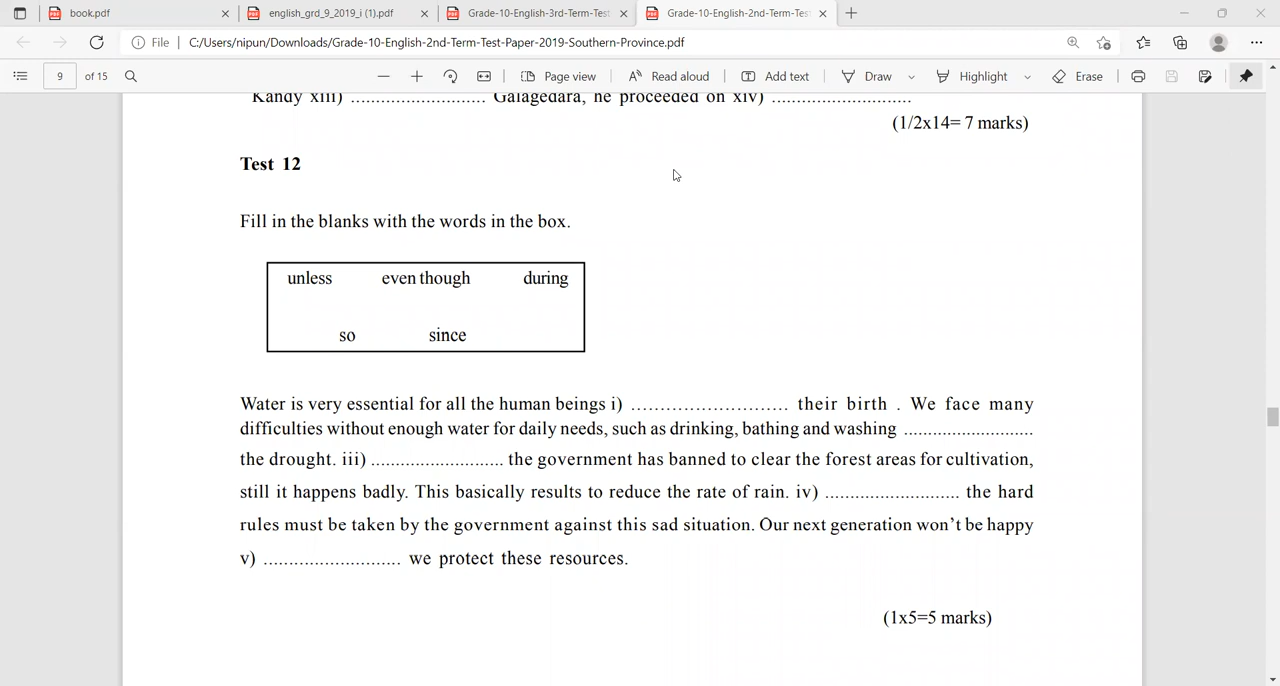 book.pdf
english_grd_9_2019_i (1).pdf
Grade-10-English-3rd-Term-Test
Grade-10-English-2nd-Term-Test
File | C:/Users/nipun/Downloads/Grade-10-English-2nd-Term-Test-Paper-2019-Southern-Province.pdf
9 of 15 Page view Read aloud Add text Draw Highlight Erase
Kandy xiii) ........................... Galagedara, he proceeded on xiv) ............................
(1/2x14= 7 marks)
Test 12
Fill in the blanks with the words in the box.
unless even though during
so since
Water is very essential for all the human beings i) ........................... their birth . We face many
difficulties without enough water for daily needs, such as drinking, bathing and washing ..........................
the drought. iii) .......................... the government has banned to clear the forest areas for cultivation,
still it happens badly. This basically results to reduce the rate of rain. iv) ........................... the hard
rules must be taken by the government against this sad situation. Our next generation won't be happy
v) ........................... we protect these resources.
(1x5=5 marks)